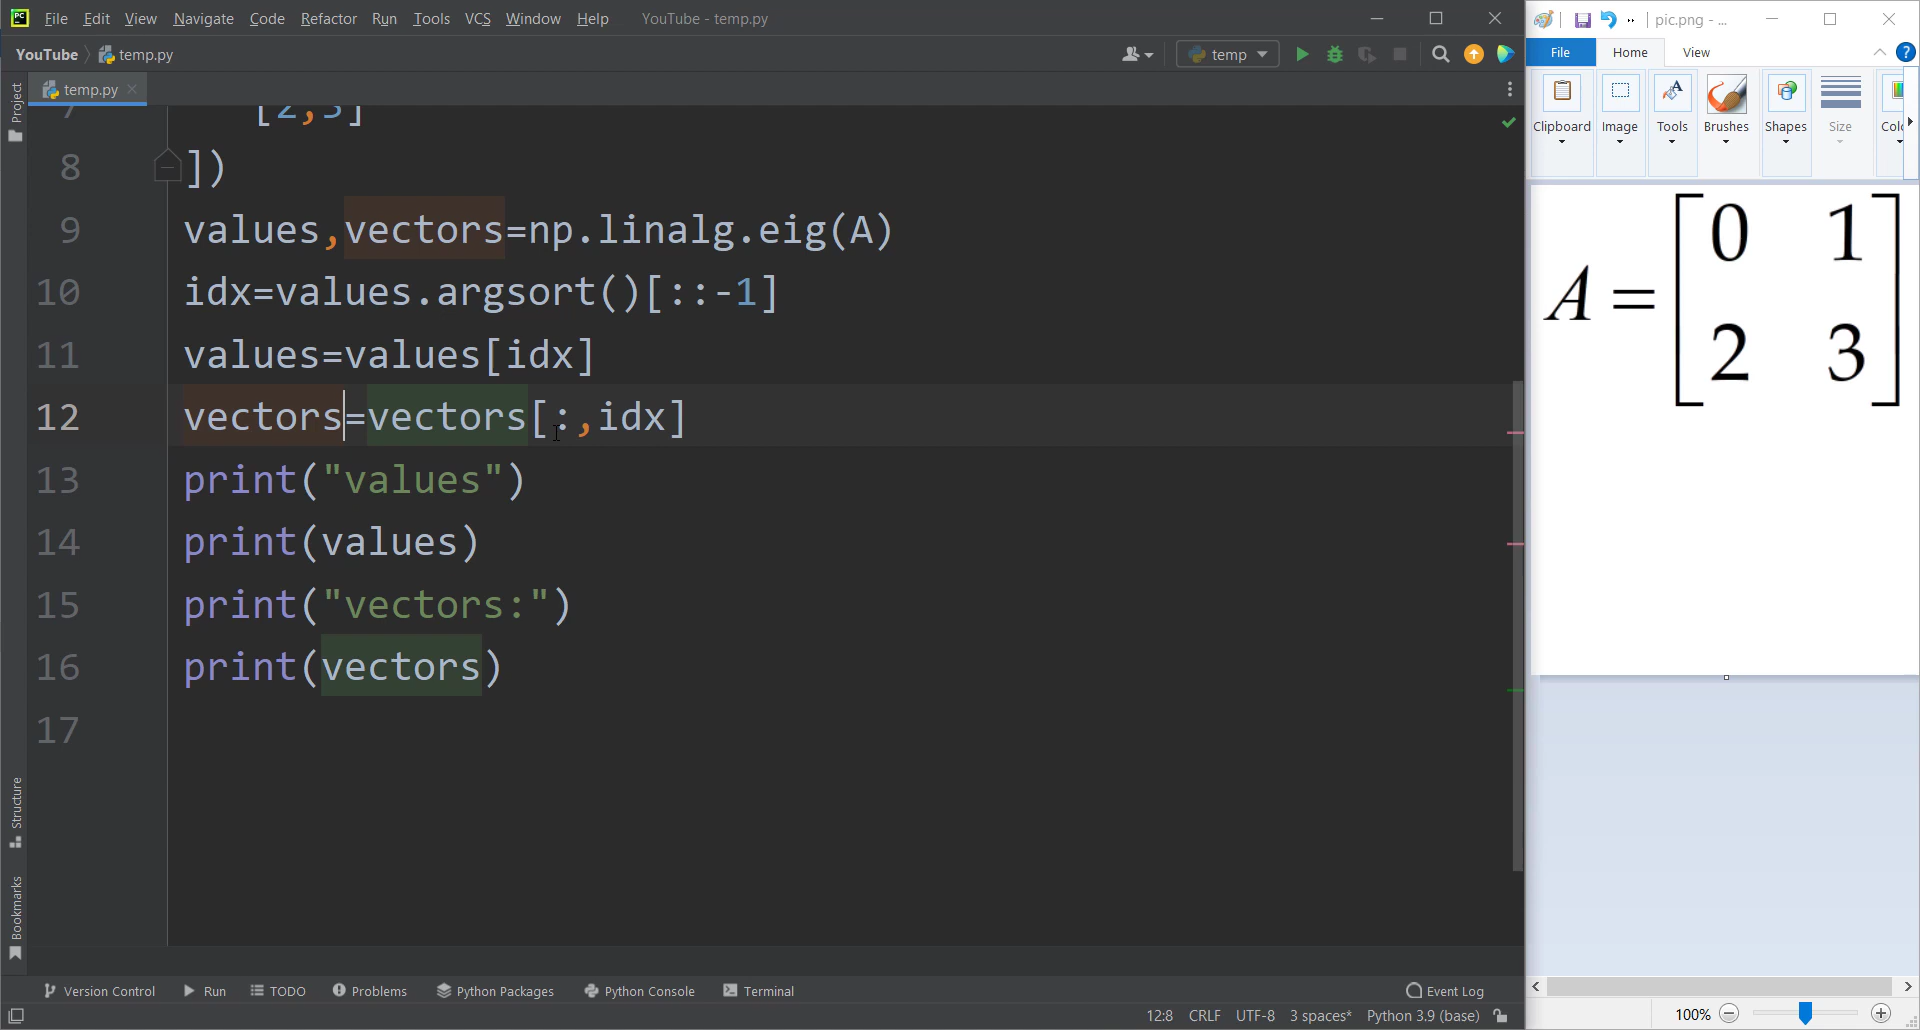 File Edit View Navigate Code Refactor Run Tools VCS Window Help YouTube - temp.py
YouTube temp.py temp
temp.py
Project
7 [2,3]
8 ])
9 values,vectors=np.linalg.eig(A)
10 idx=values.argsort()[::-1]
11 values=values[idx]
12 vectors=vectors[:,idx]
13 print("values")
14 print(values)
15 print("vectors:")
16 print(vectors)
17
Structure
Bookmarks
Version Control Run TODO Problems Python Packages Python Console Terminal Event Log
12:8 CRLF UTF-8 3 spaces* Python 3.9 (base)
pic.png - ...
File Home View
Clipboard Image Tools Brushes Shapes Size Colo
A = [ 0 1
2 3 ]
100%